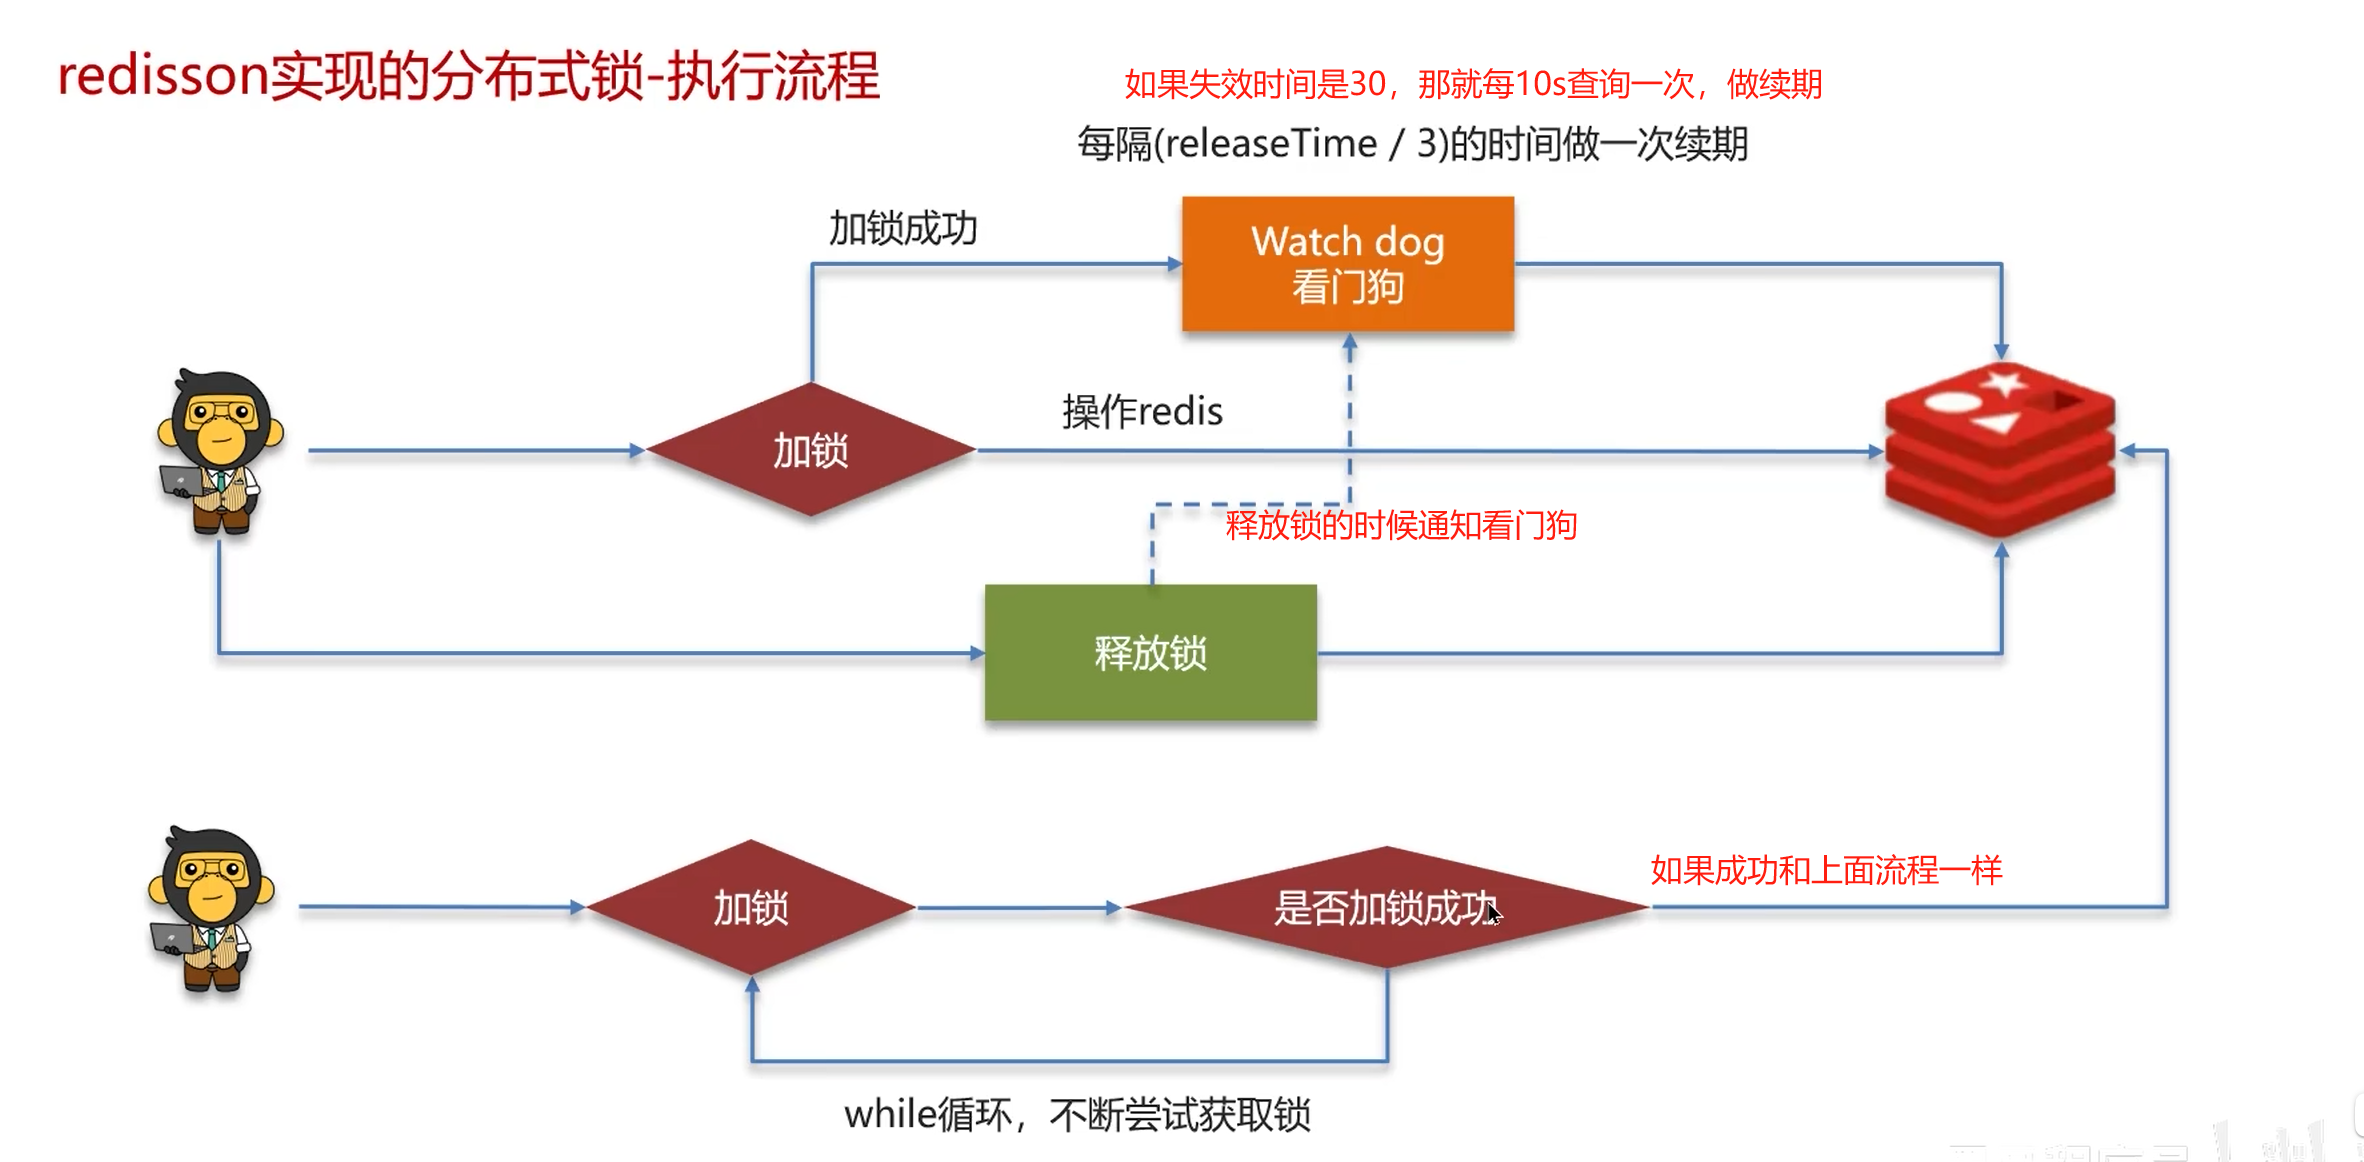 redisson实现的分布式锁-执行流程
如果失效时间是30，那就每10s查询一次，做续期
每隔(releaseTime / 3)的时间做一次续期
加锁成功
Watch dog
看门狗
加锁
操作redis
释放锁的时候通知看门狗
释放锁
加锁
是否加锁成功
如果成功和上面流程一样
while循环，不断尝试获取锁